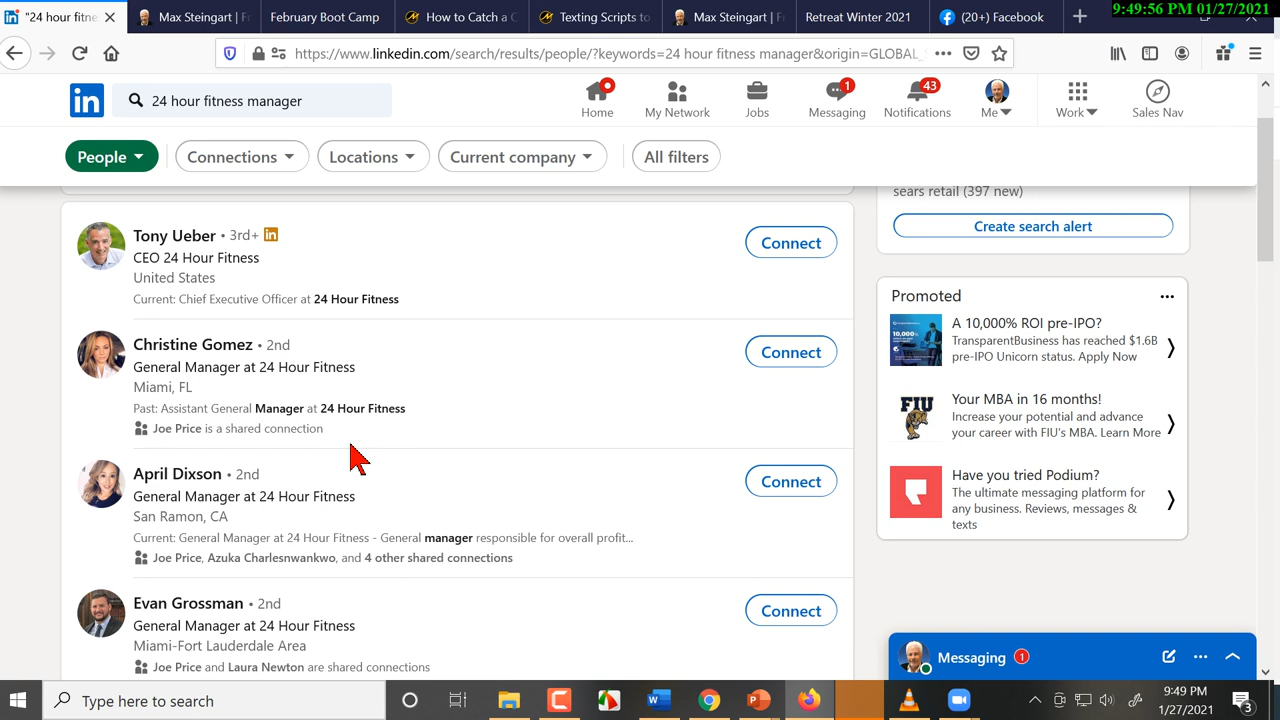 9:49:56 PM 01/27/2021
"24 hour fitne
Max Steingart | F
February Boot Camp
How to Catch a C
Texting Scripts to
Max Steingart | F
Retreat Winter 2021
(20+) Facebook
https://www.linkedin.com/search/results/people/?keywords=24 hour fitness manager&origin=GLOBAL_
in
24 hour fitness manager
Home
My Network
Jobs
1
Messaging
43
Notifications
Me
Work
Sales Nav
People
Connections
Locations
Current company
All filters
Tony Ueber • 3rd+ in
CEO 24 Hour Fitness
United States
Current: Chief Executive Officer at 24 Hour Fitness
Connect
Christine Gomez • 2nd
General Manager at 24 Hour Fitness
Miami, FL
Past: Assistant General Manager at 24 Hour Fitness
Joe Price is a shared connection
Connect
April Dixson • 2nd
General Manager at 24 Hour Fitness
San Ramon, CA
Current: General Manager at 24 Hour Fitness - General manager responsible for overall profit...
Joe Price, Azuka Charlesnwankwo, and 4 other shared connections
Connect
Evan Grossman • 2nd
General Manager at 24 Hour Fitness
Miami-Fort Lauderdale Area
Joe Price and Laura Newton are shared connections
Connect
sears retail (397 new)
Create search alert
Promoted
A 10,000% ROI pre-IPO?
TransparentBusiness has reached $1.6B
pre-IPO Unicorn status. Apply Now
FIU
Your MBA in 16 months!
Increase your potential and advance
your career with FIU's MBA. Learn More
Have you tried Podium?
The ultimate messaging platform for
any business. Reviews, messages &
texts
Messaging 1
Type here to search
9:49 PM
1/27/2021
3